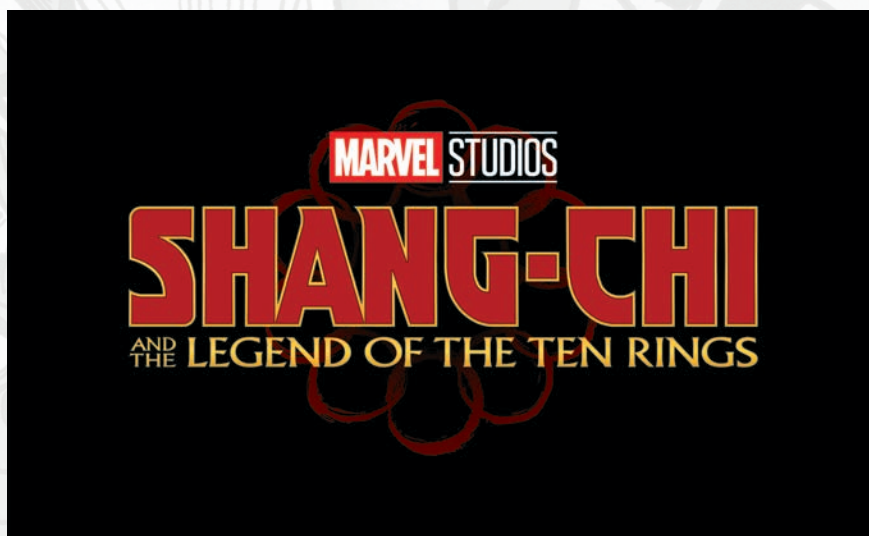 MARVEL STUDIOS
SHANG-CHI
AND THE LEGEND OF THE TEN RINGS